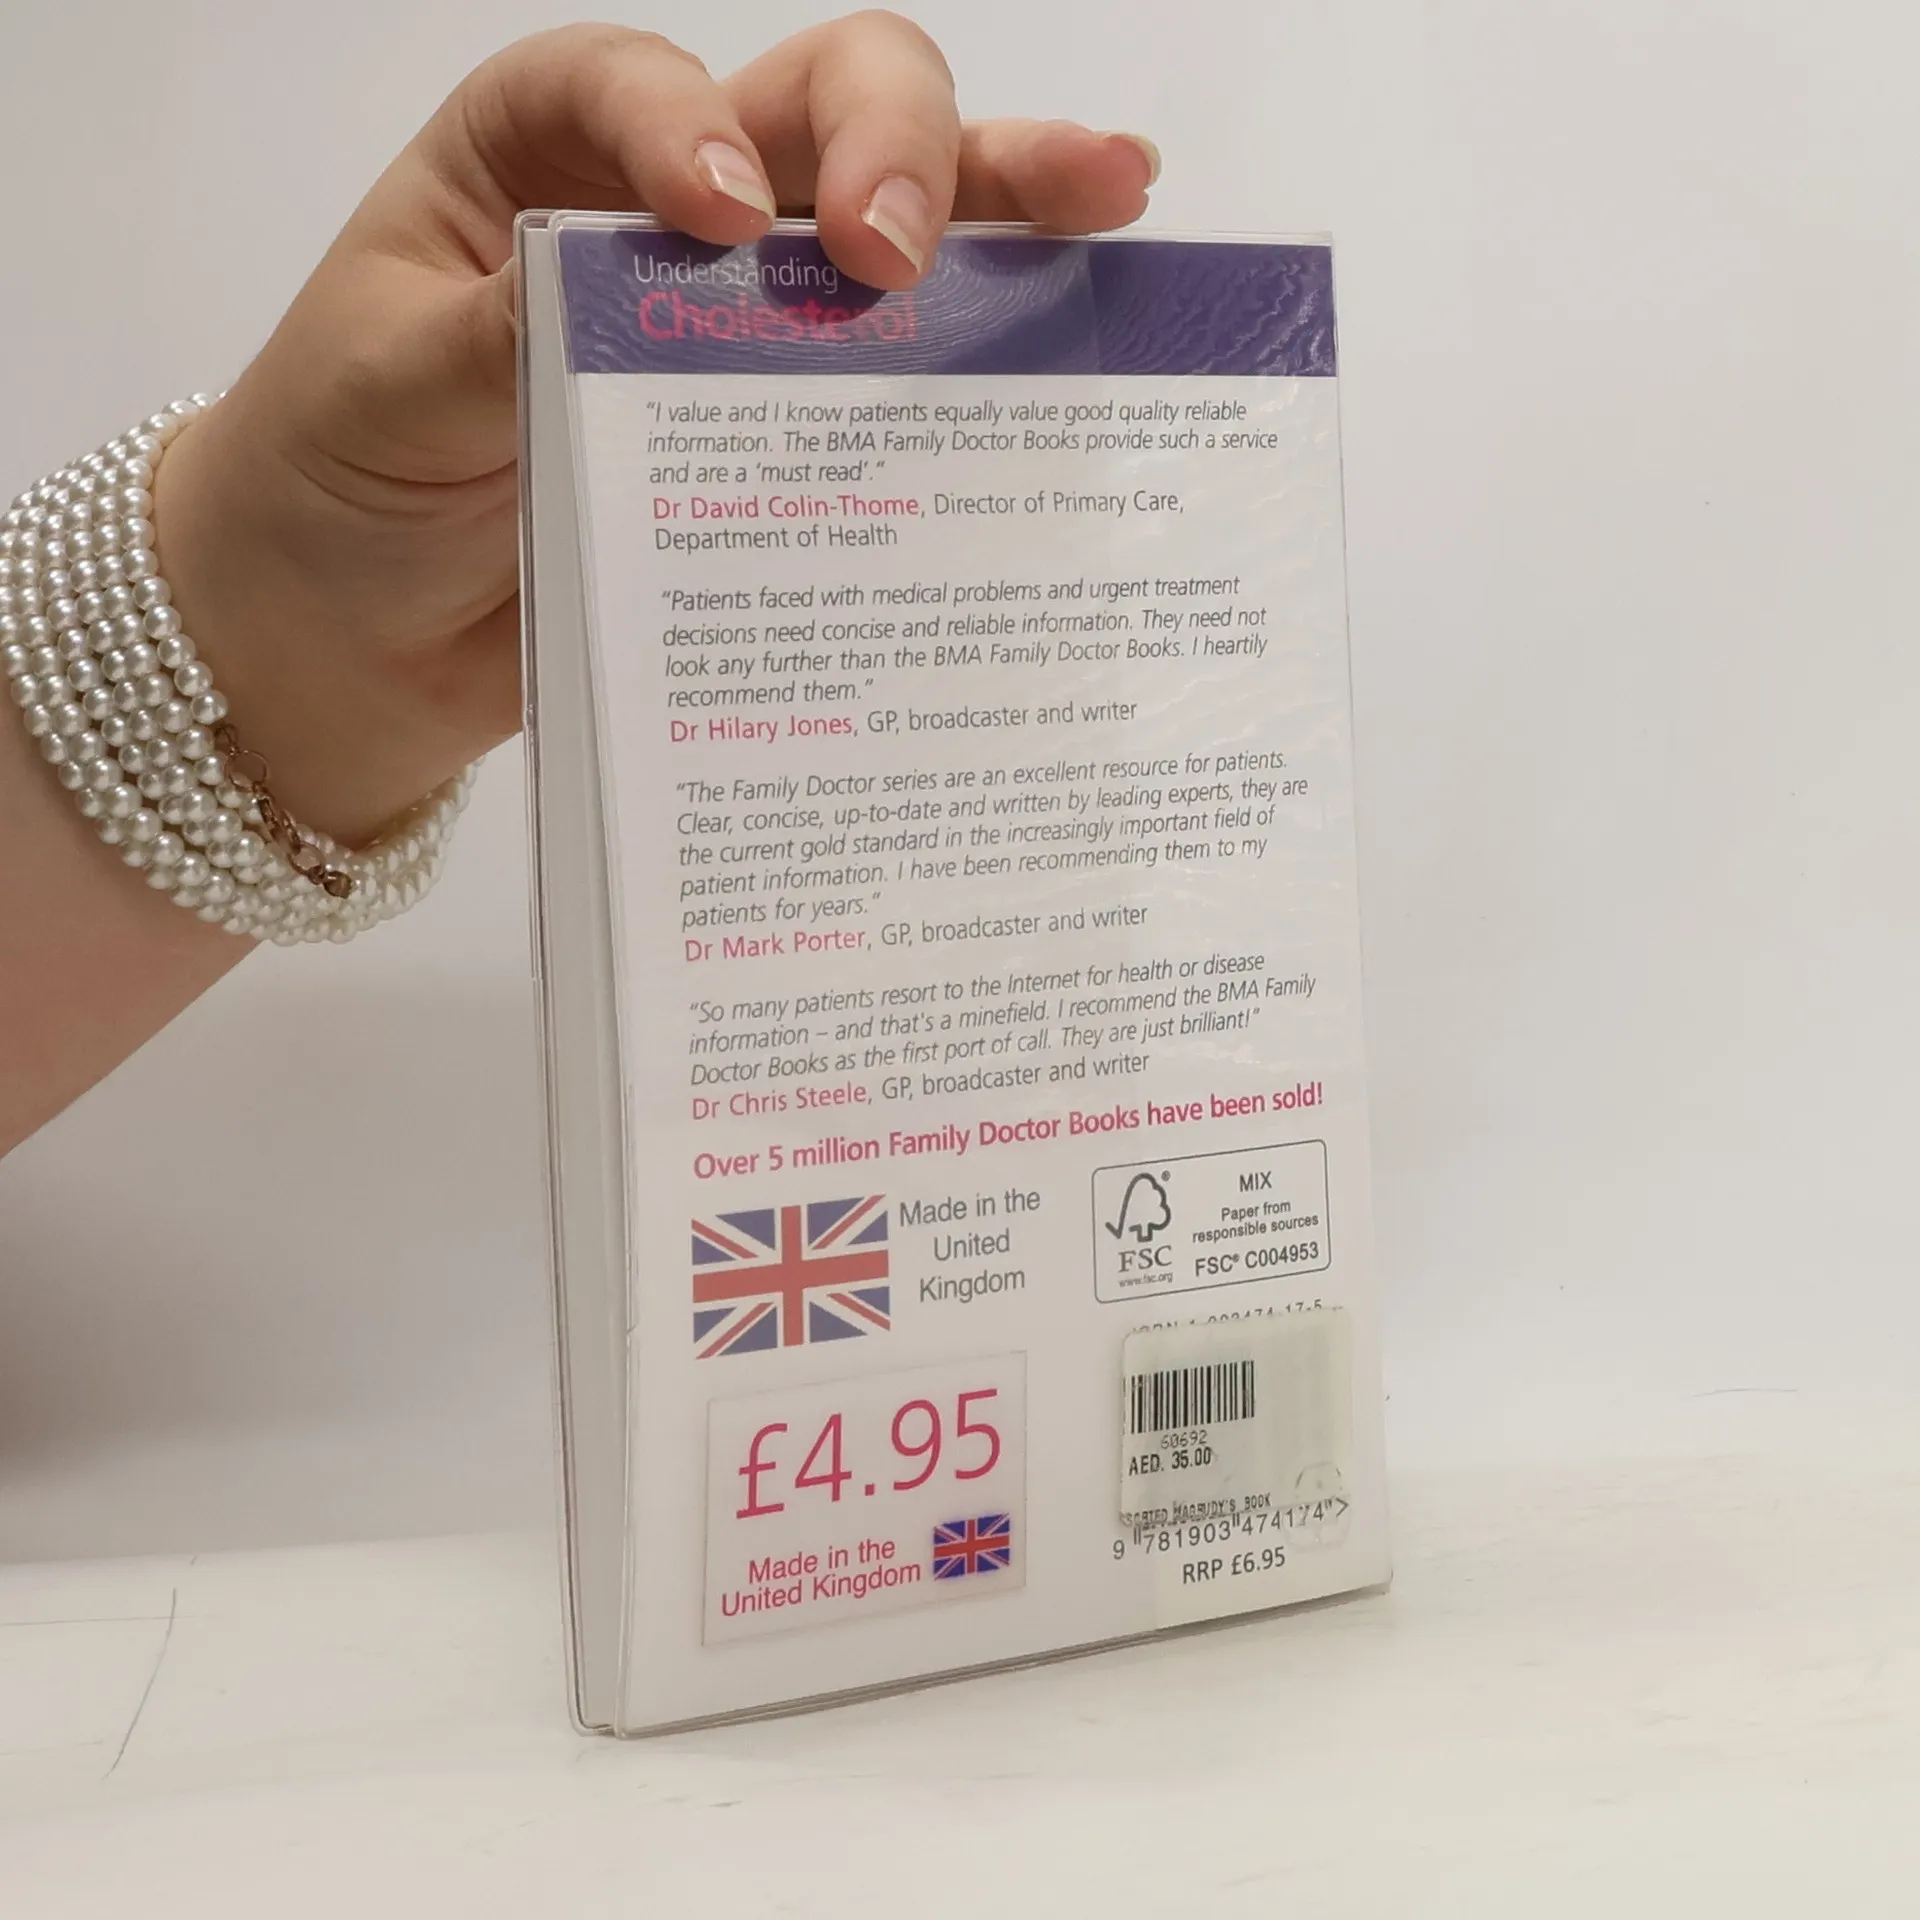 Understanding
Cholesterol
“I value and I know patients equally value good quality reliable
information. The BMA Family Doctor Books provide such a service
and are a ‘must read’.”
Dr David Colin-Thome, Director of Primary Care,
Department of Health
“Patients faced with medical problems and urgent treatment
decisions need concise and reliable information. They need not
look any further than the BMA Family Doctor Books. I heartily
recommend them.”
Dr Hilary Jones, GP, broadcaster and writer
“The Family Doctor series are an excellent resource for patients.
Clear, concise, up-to-date and written by leading experts, they are
the current gold standard in the increasingly important field of
patient information. I have been recommending them to my
patients for years.”
Dr Mark Porter, GP, broadcaster and writer
“So many patients resort to the Internet for health or disease
information – and that's a minefield. I recommend the BMA Family
Doctor Books as the first port of call. They are just brilliant!”
Dr Chris Steele, GP, broadcaster and writer
Over 5 million Family Doctor Books have been sold!
Made in the
United
Kingdom
FSC
www.fsc.org
MIX
Paper from
responsible sources
FSC® C004953
£4.95
Made in the
United Kingdom
60692
AED. 35.00
MAGRUDY'S BOOK
9 781903 474174 >
RRP £6.95